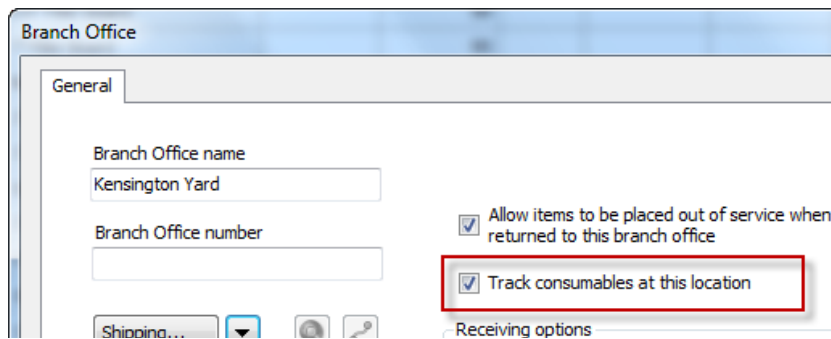 Branch Office
General
Branch Office name
Kensington Yard
Branch Office number
Shipping...
Allow items to be placed out of service when
returned to this branch office
Track consumables at this location
Receiving options